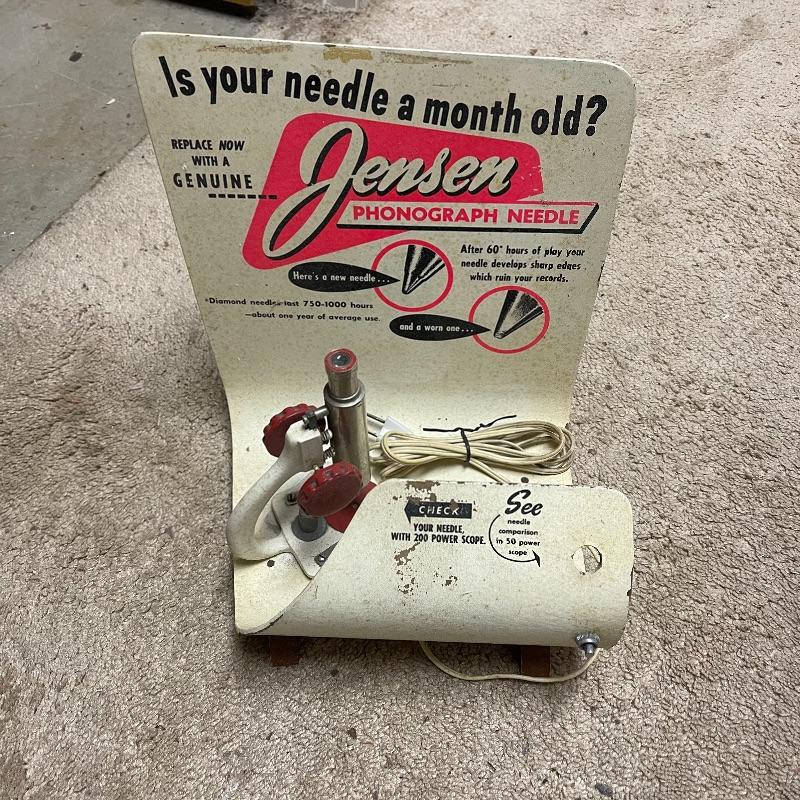 Is your needle a month old?
REPLACE NOW
WITH A
GENUINE
Jensen
PHONOGRAPH NEEDLE
After 60* hours of play your
needle develops sharp edges
which ruin your records.
Here's a new needle...
*Diamond needles last 750-1000 hours
—about one year of average use.
and a worn one...
CHECK
YOUR NEEDLE,
WITH 200 POWER SCOPE.
See
needle
comparison
in 50 power
scope